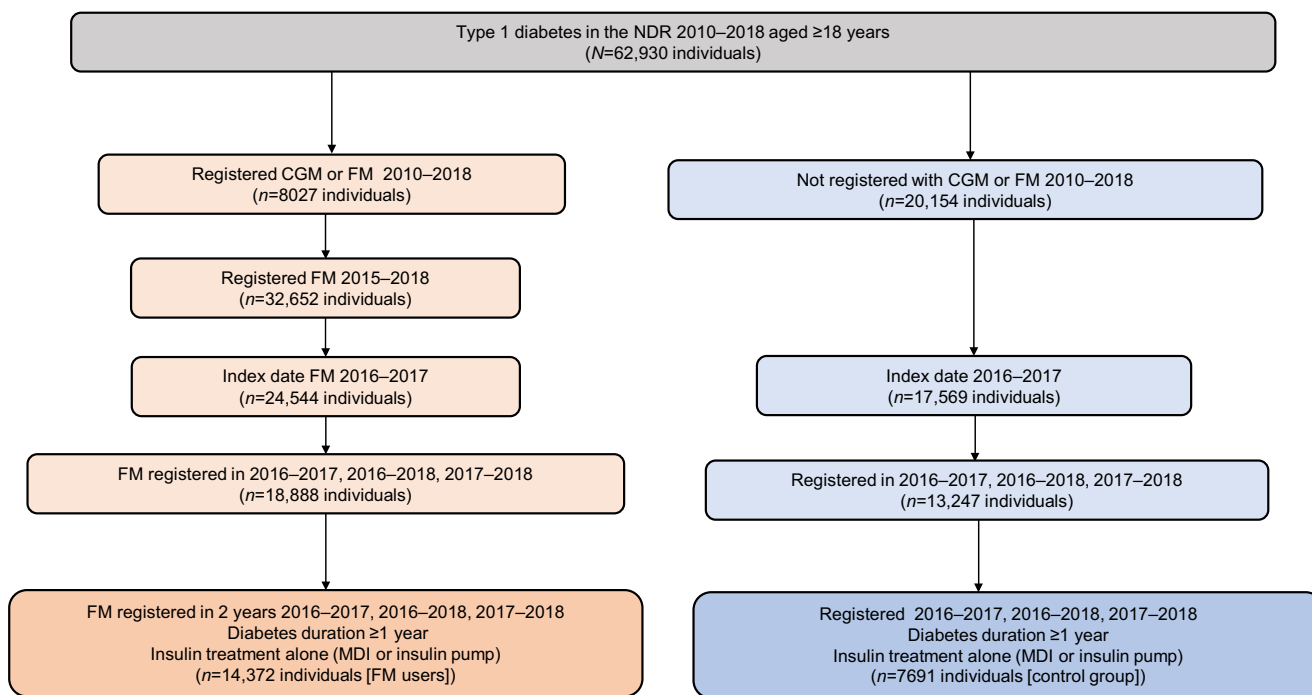 Type 1 diabetes in the NDR 2010–2018 aged ≥18 years
(N=62,930 individuals)
Registered CGM or FM 2010–2018
(n=8027 individuals)
Not registered with CGM or FM 2010–2018
(n=20,154 individuals)
Registered FM 2015–2018
(n=32,652 individuals)
Index date FM 2016–2017
(n=24,544 individuals)
Index date 2016–2017
(n=17,569 individuals)
FM registered in 2016–2017, 2016–2018, 2017–2018
(n=18,888 individuals)
Registered in 2016–2017, 2016–2018, 2017–2018
(n=13,247 individuals)
FM registered in 2 years 2016–2017, 2016–2018, 2017–2018
Diabetes duration ≥1 year
Insulin treatment alone (MDI or insulin pump)
(n=14,372 individuals [FM users])
Registered 2016–2017, 2016–2018, 2017–2018
Diabetes duration ≥1 year
Insulin treatment alone (MDI or insulin pump)
(n=7691 individuals [control group])